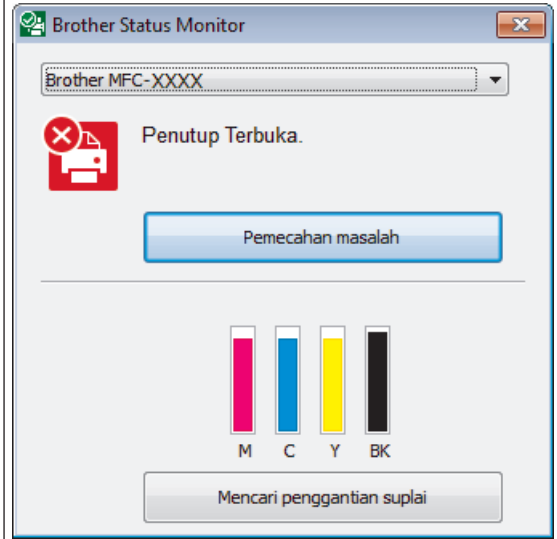 Brother Status Monitor
Brother MFC-XXXX
Penutup Terbuka.
Pemecahan masalah
M C Y BK
Mencari penggantian suplai